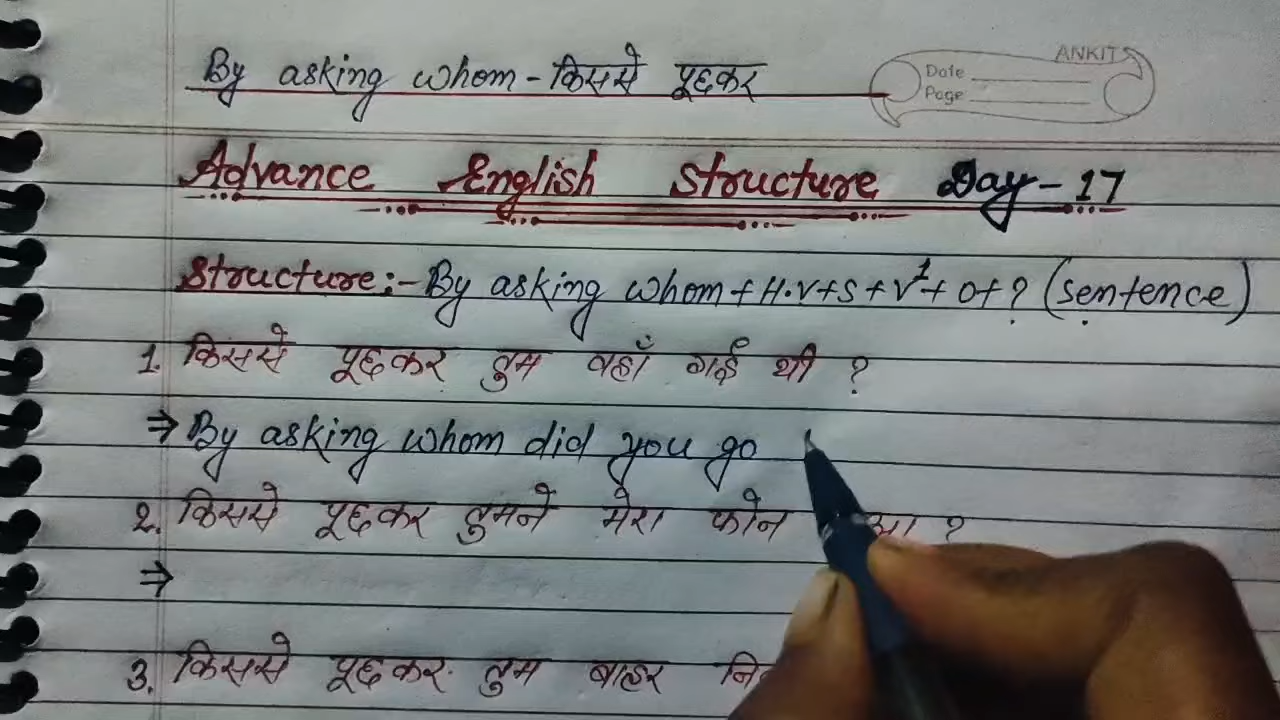 By asking whom - किससे पूछकर
ANKIT
Date
Page
Advance English Structure Day - 17
Structure:- By asking whom + H.V + S + V¹ + O + ? (sentence)
1. किससे पूछकर तुम वहाँ गई थी ?
⇒ By asking whom did you go
2. किससे पूछकर तुमने मेरा फोन ?
⇒
3. किससे पूछकर तुम बाहर